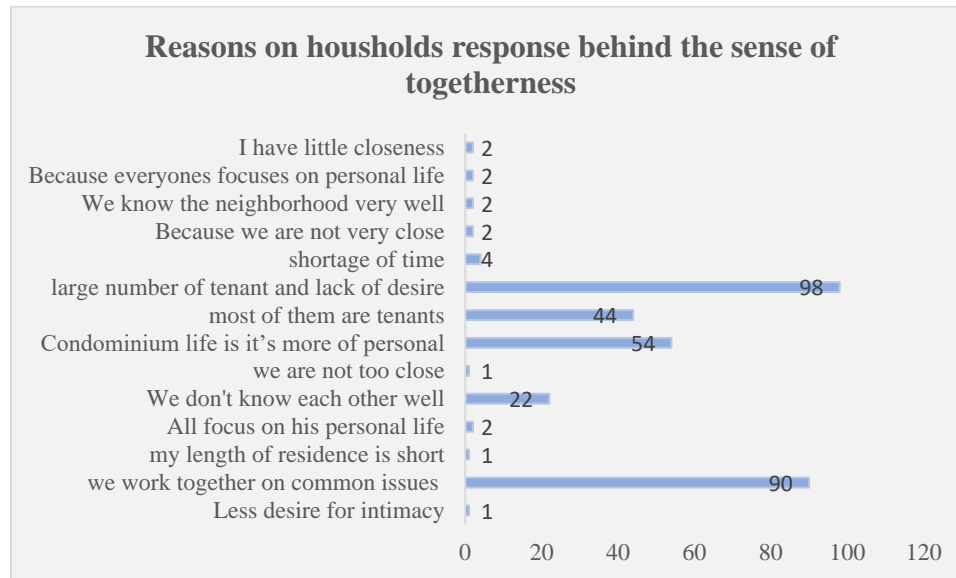 Reasons on housholds response behind the sense of
togetherness
I have little closeness 2
Because everyones focuses on personal life 2
We know the neighborhood very well 2
Because we are not very close 2
shortage of time 4
large number of tenant and lack of desire 98
most of them are tenants 44
Condominium life is it’s more of personal 54
we are not too close 1
We don't know each other well 22
All focus on his personal life 2
my length of residence is short 1
we work together on common issues 90
Less desire for intimacy 1
0 20 40 60 80 100 120